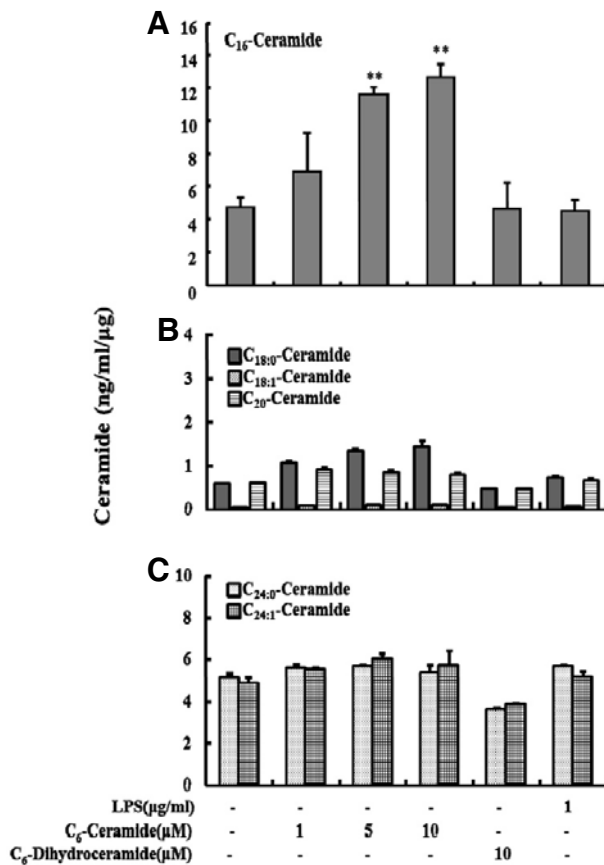 A
C16-Ceramide
16
14
12
10
8
6
4
2
0
**
**
Ceramide (ng/ml/µg)
B
4
3
2
1
0
C18:0-Ceramide
C18:1-Ceramide
C20-Ceramide
C
10
8
6
4
2
0
C24:0-Ceramide
C24:1-Ceramide
LPS(µg/ml) - - - - - 1
C6-Ceramide(µM) - 1 5 10 - -
C6-Dihydroceramide(µM) - - - - 10 -